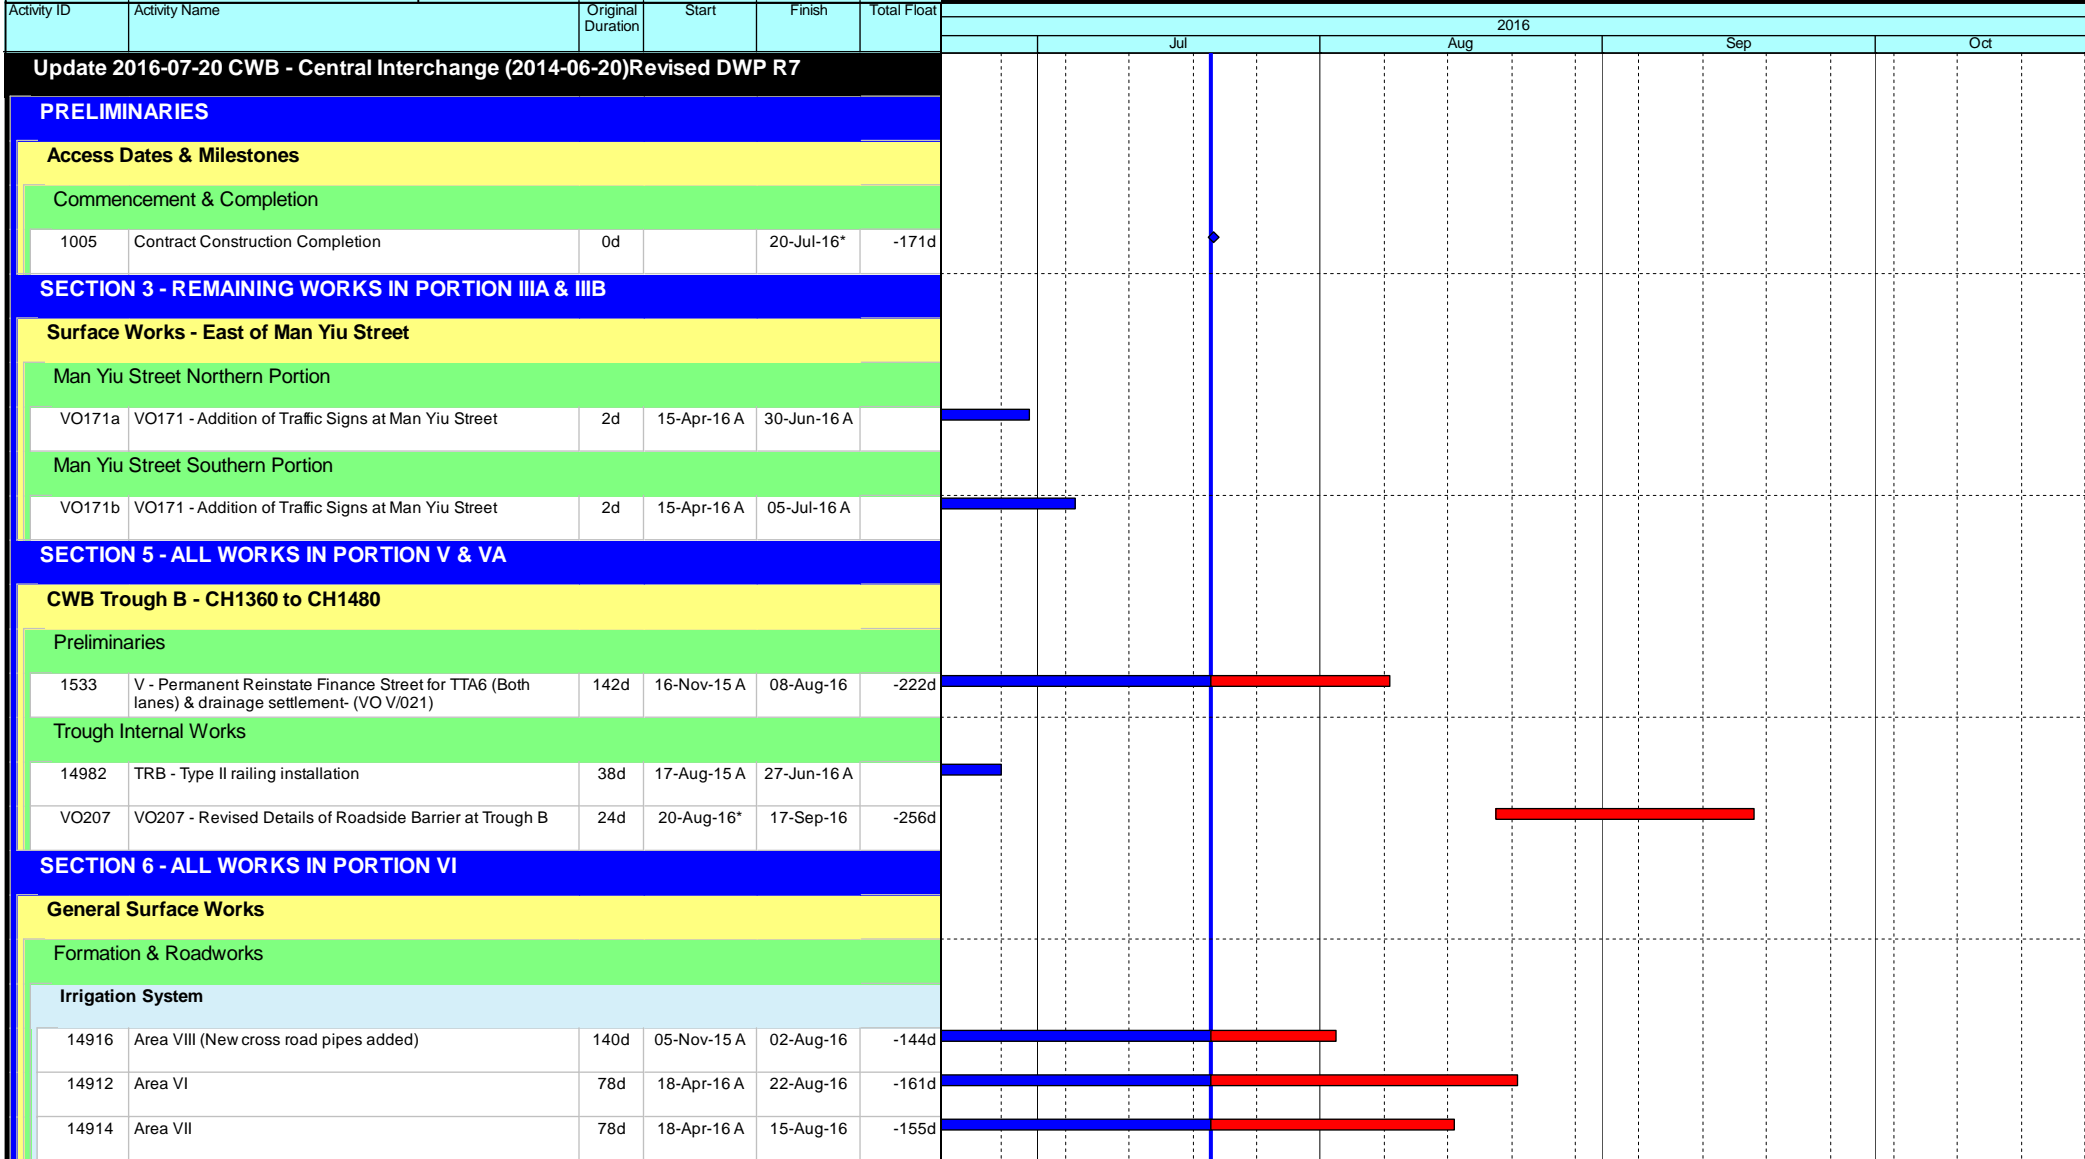 Activity ID Activity Name Original Duration Start Finish Total Float
2016
Jul Aug Sep Oct
Update 2016-07-20 CWB - Central Interchange (2014-06-20)Revised DWP R7
PRELIMINARIES
Access Dates & Milestones
Commencement & Completion
1005 Contract Construction Completion 0d 20-Jul-16* -171d
SECTION 3 - REMAINING WORKS IN PORTION IIIA & IIIB
Surface Works - East of Man Yiu Street
Man Yiu Street Northern Portion
VO171a VO171 - Addition of Traffic Signs at Man Yiu Street 2d 15-Apr-16 A 30-Jun-16 A
Man Yiu Street Southern Portion
VO171b VO171 - Addition of Traffic Signs at Man Yiu Street 2d 15-Apr-16 A 05-Jul-16 A
SECTION 5 - ALL WORKS IN PORTION V & VA
CWB Trough B - CH1360 to CH1480
Preliminaries
1533 V - Permanent Reinstate Finance Street for TTA6 (Both 142d 16-Nov-15 A 08-Aug-16 -222d
lanes) & drainage settlement- (VO V/021)
Trough Internal Works
14982 TRB - Type II railing installation 38d 17-Aug-15 A 27-Jun-16 A
VO207 VO207 - Revised Details of Roadside Barrier at Trough B 24d 20-Aug-16* 17-Sep-16 -256d
SECTION 6 - ALL WORKS IN PORTION VI
General Surface Works
Formation & Roadworks
Irrigation System
14916 Area VIII (New cross road pipes added) 140d 05-Nov-15 A 02-Aug-16 -144d
14912 Area VI 78d 18-Apr-16 A 22-Aug-16 -161d
14914 Area VII 78d 18-Apr-16 A 15-Aug-16 -155d